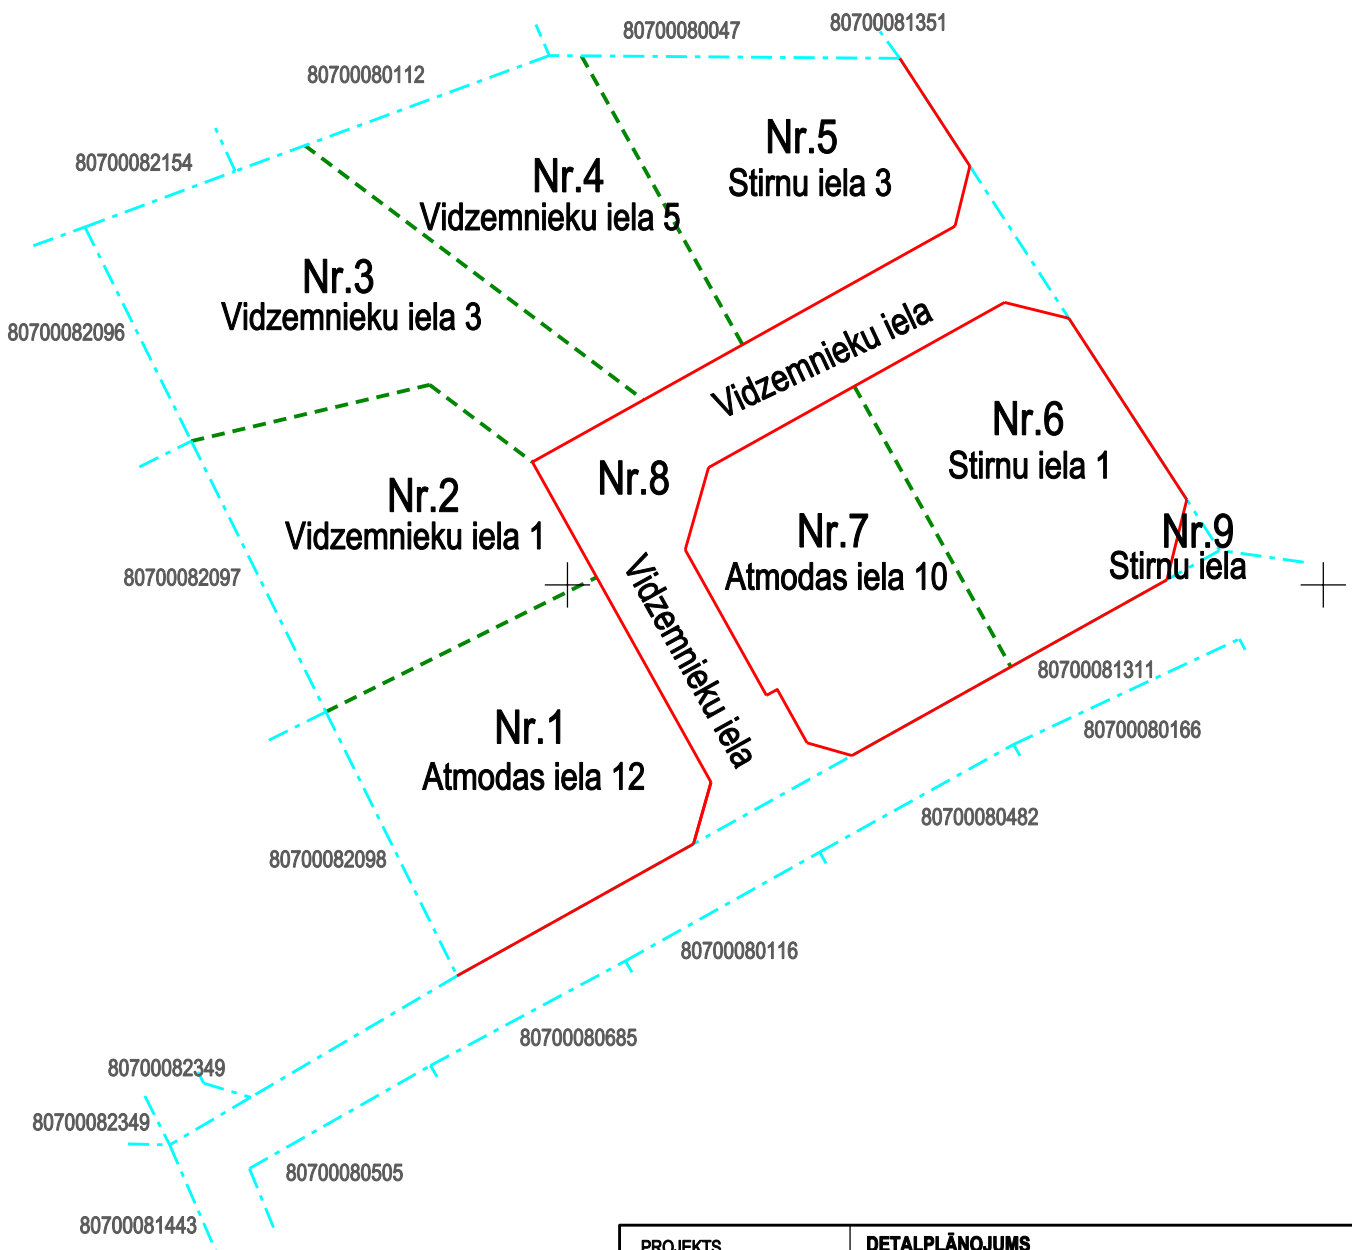 80700080047
80700081351
80700080112
80700082154
Nr.5
Stirnu iela 3
Nr.4
Vidzemnieku iela 5
Nr.3
Vidzemnieku iela 3
80700082096
Vidzemnieku iela
Nr.6
Stirnu iela 1
Nr.8
Nr.2
Vidzemnieku iela 1
Nr.7
Atmodas iela 10
Nr.9
Stirnu iela
80700082097
Vidzemnieku iela
80700081311
80700080166
Nr.1
Atmodas iela 12
80700080482
80700082098
80700080116
80700080685
80700082349
80700082349
80700080505
80700081443
PROJEKTS
DETALPLĀNOJUMS